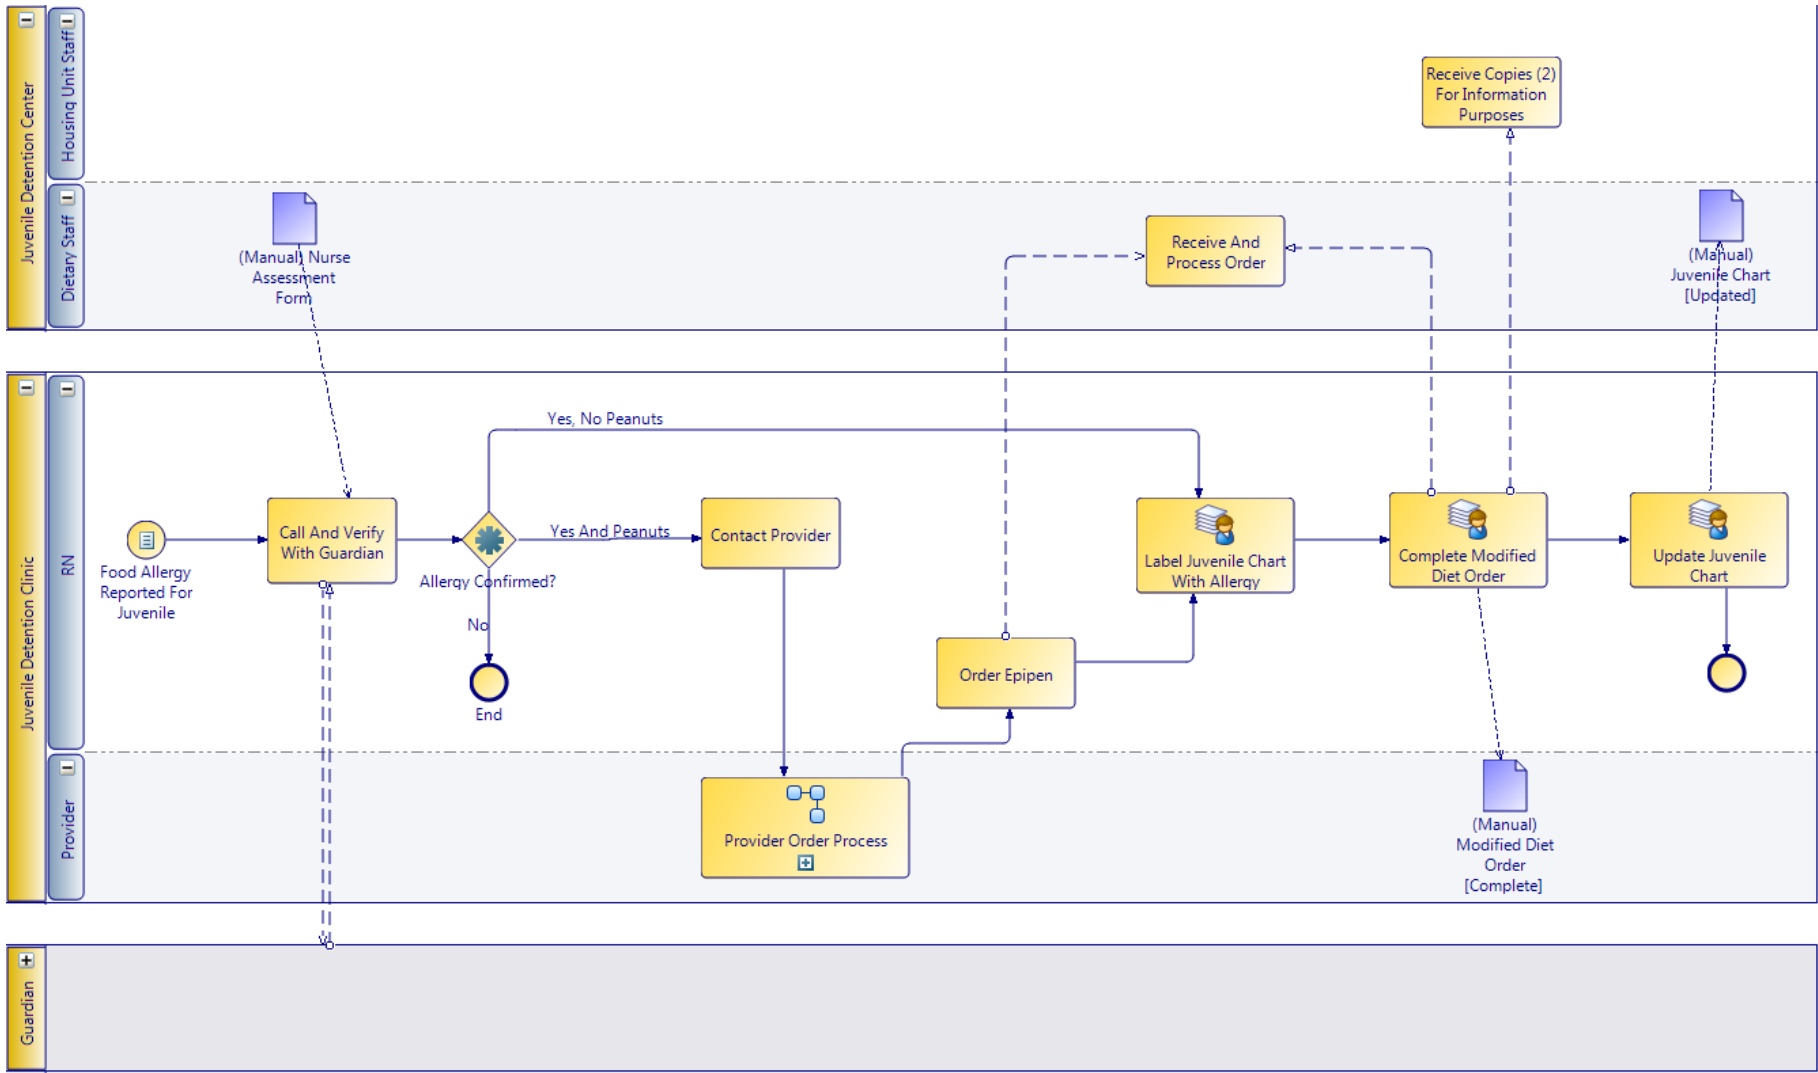 Juvenile Detention Center
Housing Unit Staff
Receive Copies (2)
For Information
Purposes
Dietary Staff
(Manual) Nurse
Assessment
Form
Receive And
Process Order
(Manual)
Juvenile Chart
[Updated]
Juvenile Detention Clinic
RN
Food Allergy
Reported For
Juvenile
Call And Verify
With Guardian
Allergy Confirmed?
Yes, No Peanuts
Yes And Peanuts
No
End
Contact Provider
Order Epipen
Label Juvenile Chart
With Allergy
Complete Modified
Diet Order
Update Juvenile
Chart
Provider
Provider Order Process
(Manual)
Modified Diet
Order
[Complete]
Guardian